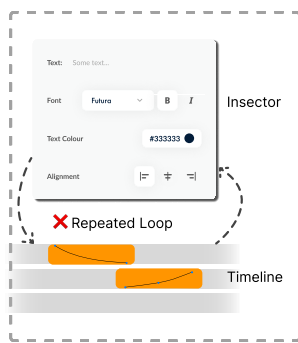 Text: Some text...
Font Futura B I
Insector
Text Colour #333333
Alignment
Repeated Loop
Timeline